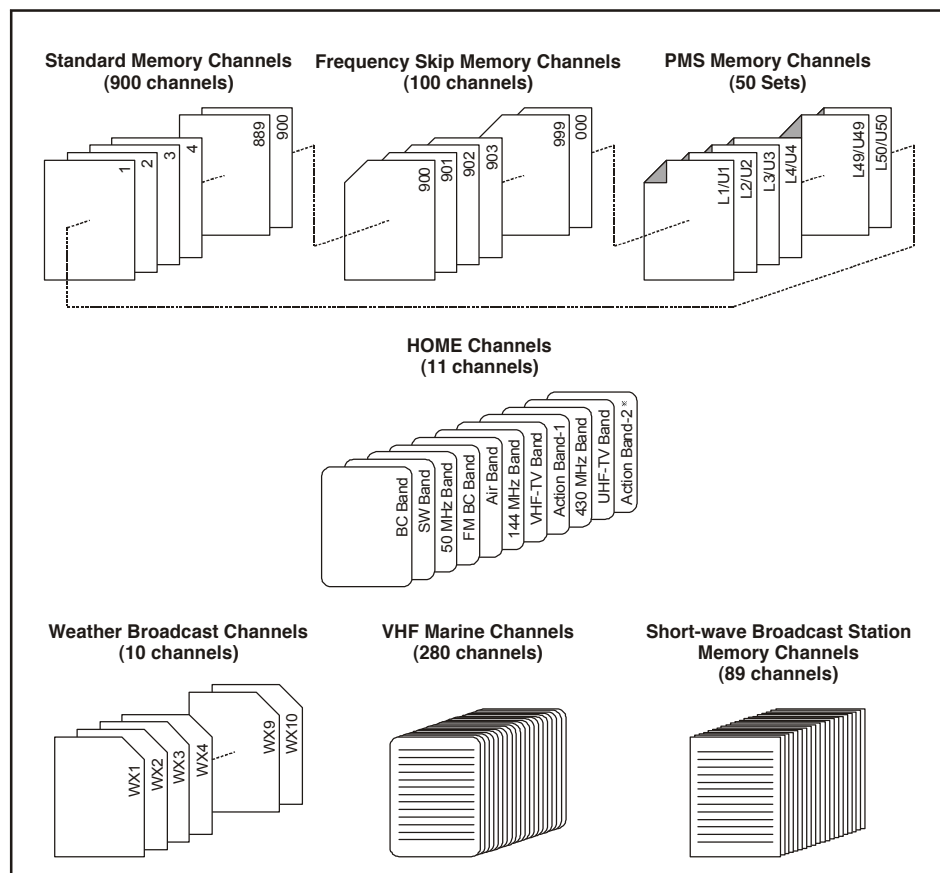 Standard Memory Channels
(900 channels)
1
2
3
4
889
900
Frequency Skip Memory Channels
(100 channels)
900
901
902
903
999
000
PMS Memory Channels
(50 Sets)
L1/U1
L2/U2
L3/U3
L4/U4
L49/U49
L50/U50
HOME Channels
(11 channels)
BC Band
SW Band
50 MHz Band
FM BC Band
Air Band
144 MHz Band
VHF-TV Band
Action Band-1
430 MHz Band
UHF-TV Band
Action Band-2 ※
Weather Broadcast Channels
(10 channels)
WX1
WX2
WX3
WX4
WX9
WX10
VHF Marine Channels
(280 channels)
Short-wave Broadcast Station
Memory Channels
(89 channels)